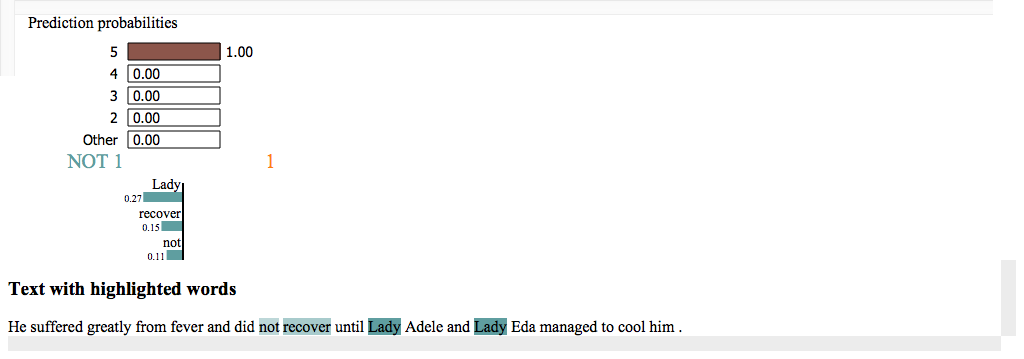 Prediction probabilities
5 1.00
4 0.00
3 0.00
2 0.00
Other 0.00
NOT 1 1
Lady
0.27
recover
0.15
not
0.11
Text with highlighted words
He suffered greatly from fever and did not recover until Lady Adele and Lady Eda managed to cool him .